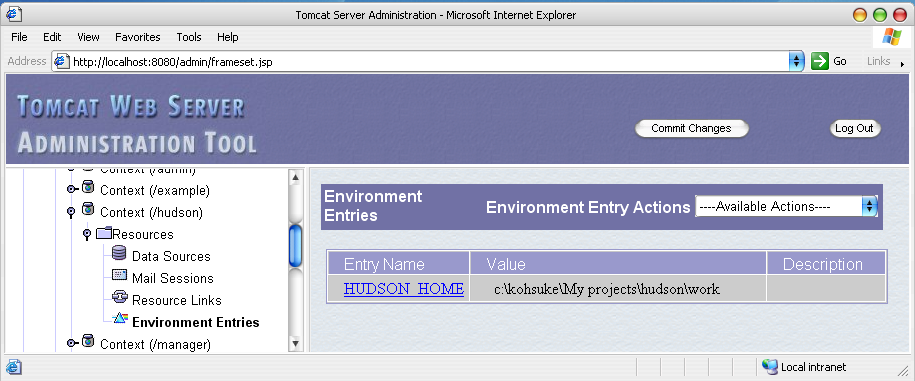 Tomcat Server Administration - Microsoft Internet Explorer
File Edit View Favorites Tools Help
Address http://localhost:8080/admin/frameset.jsp Go Links
TOMCAT WEB SERVER
ADMINISTRATION TOOL
Commit Changes Log Out
Context (/admin)
Context (/example)
Context (/hudson)
Resources
Data Sources
Mail Sessions
Resource Links
Environment Entries
Context (/manager)
Environment
Entries
Environment Entry Actions ----Available Actions----
Entry Name Value Description
HUDSON_HOME c:\kohsuke\My projects\hudson\work
Local intranet